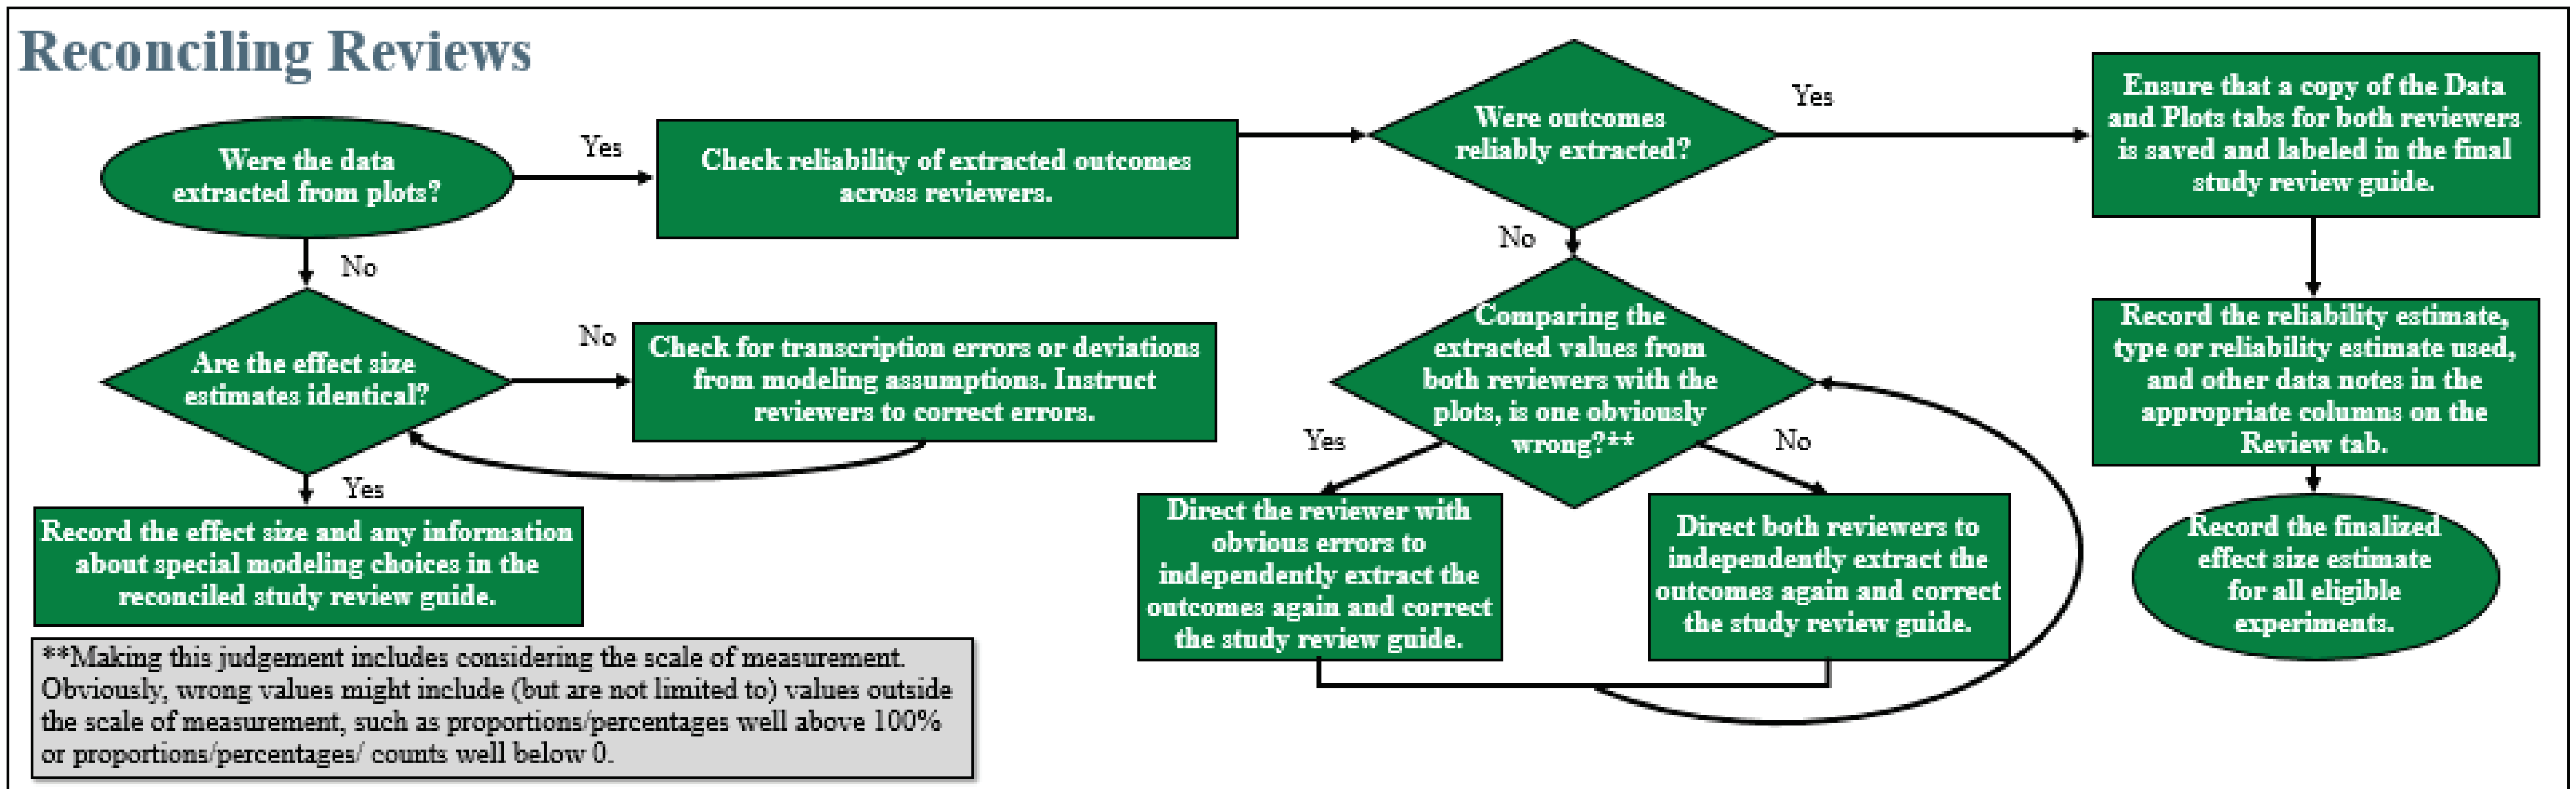 Reconciling Reviews
Were the data
extracted from plots?
Yes
Check reliability of extracted outcomes
across reviewers.
Were outcomes
reliably extracted?
Yes
Ensure that a copy of the Data
and Plots tabs for both reviewers
is saved and labeled in the final
study review guide.
No
No
Are the effect size
estimates identical?
No
Check for transcription errors or deviations
from modeling assumptions. Instruct
reviewers to correct errors.
Comparing the
extracted values from
both reviewers with the
plots, is one obviously
wrong?**
Record the reliability estimate,
type or reliability estimate used,
and other data notes in the
appropriate columns on the
Review tab.
Yes
Record the effect size and any information
about special modeling choices in the
reconciled study review guide.
Yes
No
Direct the reviewer with
obvious errors to
independently extract the
outcomes again and correct
the study review guide.
Direct both reviewers to
independently extract the
outcomes again and correct
the study review guide.
Record the finalized
effect size estimate
for all eligible
experiments.
**Making this judgement includes considering the scale of measurement.
Obviously, wrong values might include (but are not limited to) values outside
the scale of measurement, such as proportions/percentages well above 100%
or proportions/percentages/ counts well below 0.